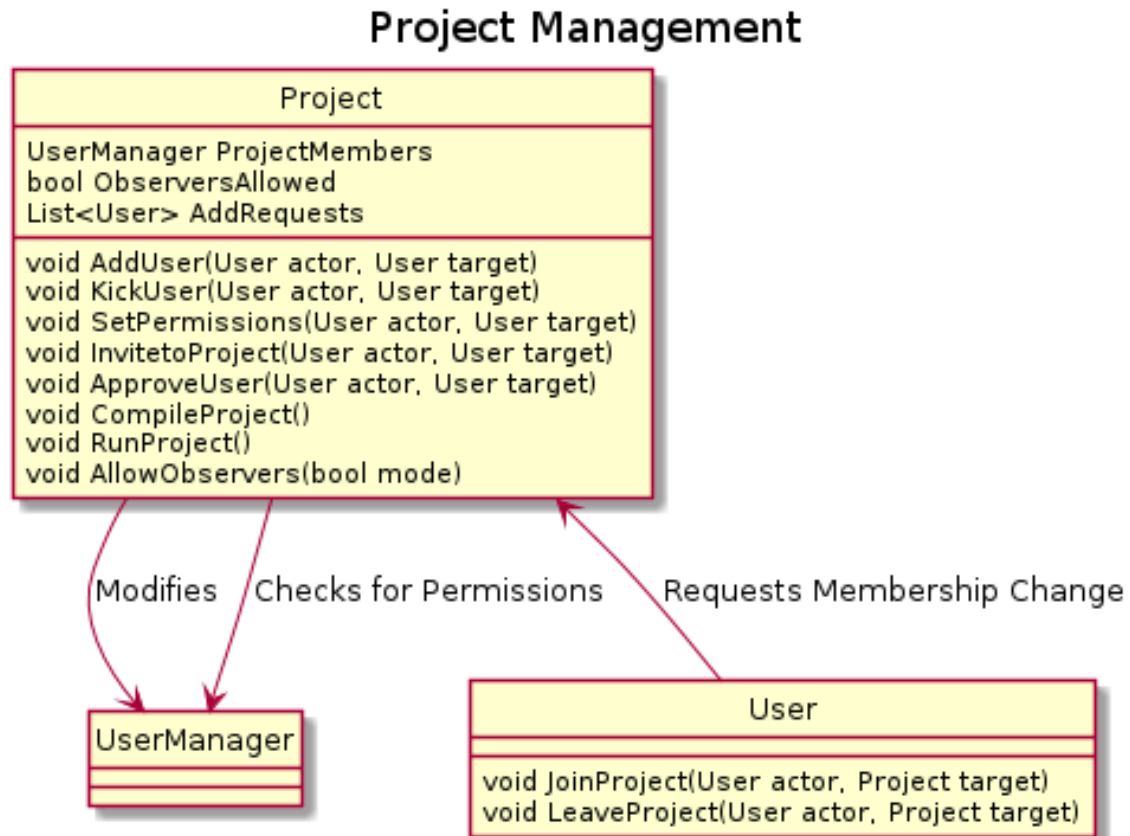 Project Management
Project
UserManager ProjectMembers
bool ObserversAllowed
List<User> AddRequests
void AddUser(User actor, User target)
void KickUser(User actor, User target)
void SetPermissions(User actor, User target)
void InvitetoProject(User actor, User target)
void ApproveUser(User actor, User target)
void CompileProject()
void RunProject()
void AllowObservers(bool mode)
Modifies
Checks for Permissions
Requests Membership Change
UserManager
User
void JoinProject(User actor, Project target)
void LeaveProject(User actor, Project target)